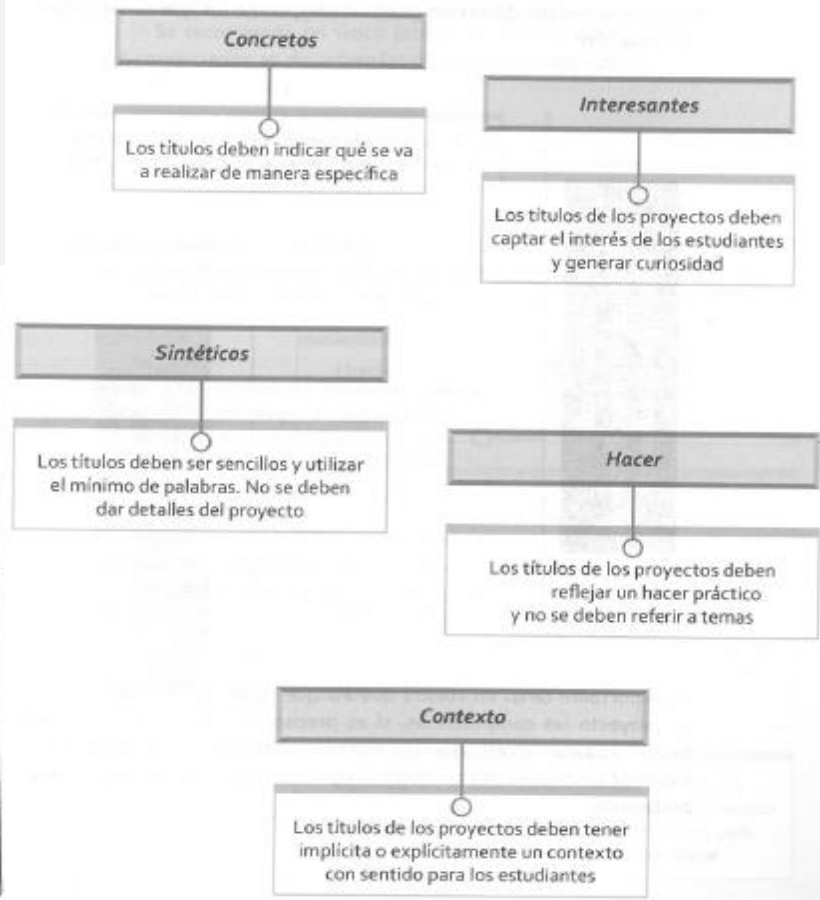 Concretos
Los títulos deben indicar qué se va
a realizar de manera específica
Interesantes
Los títulos de los proyectos deben
captar el interés de los estudiantes
y generar curiosidad
Sintéticos
Los títulos deben ser sencillos y utilizar
el mínimo de palabras. No se deben
dar detalles del proyecto
Hacer
Los títulos de los proyectos deben
reflejar un hacer práctico
y no se deben referir a temas
Contexto
Los títulos de los proyectos deben tener
implícita o explícitamente un contexto
con sentido para los estudiantes